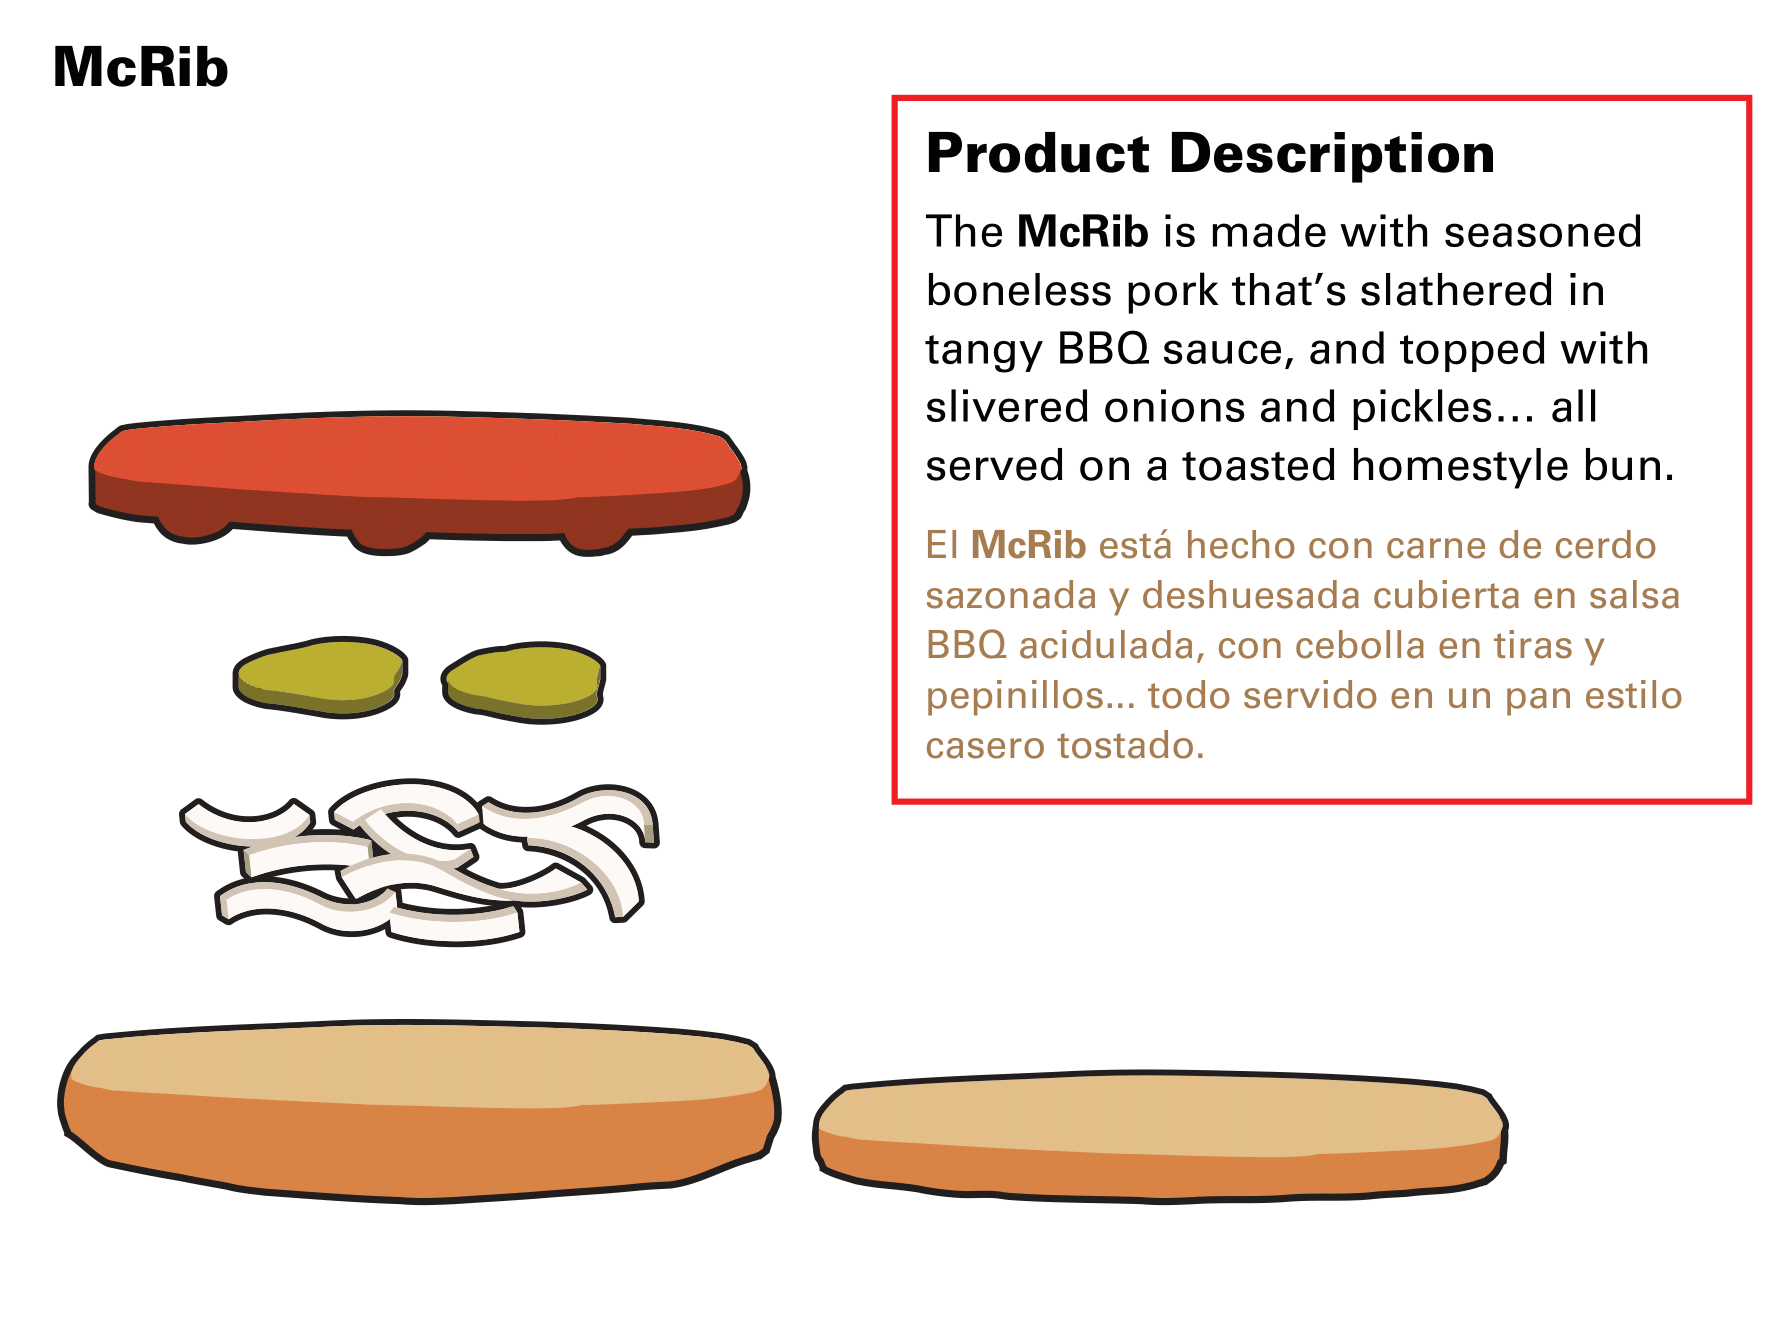 McRib
Product Description
The McRib is made with seasoned
boneless pork that’s slathered in
tangy BBQ sauce, and topped with
slivered onions and pickles... all
served on a toasted homestyle bun.
El McRib está hecho con carne de cerdo
sazonada y deshuesada cubierta en salsa
BBQ acidulada, con cebolla en tiras y
pepinillos... todo servido en un pan estilo
casero tostado.